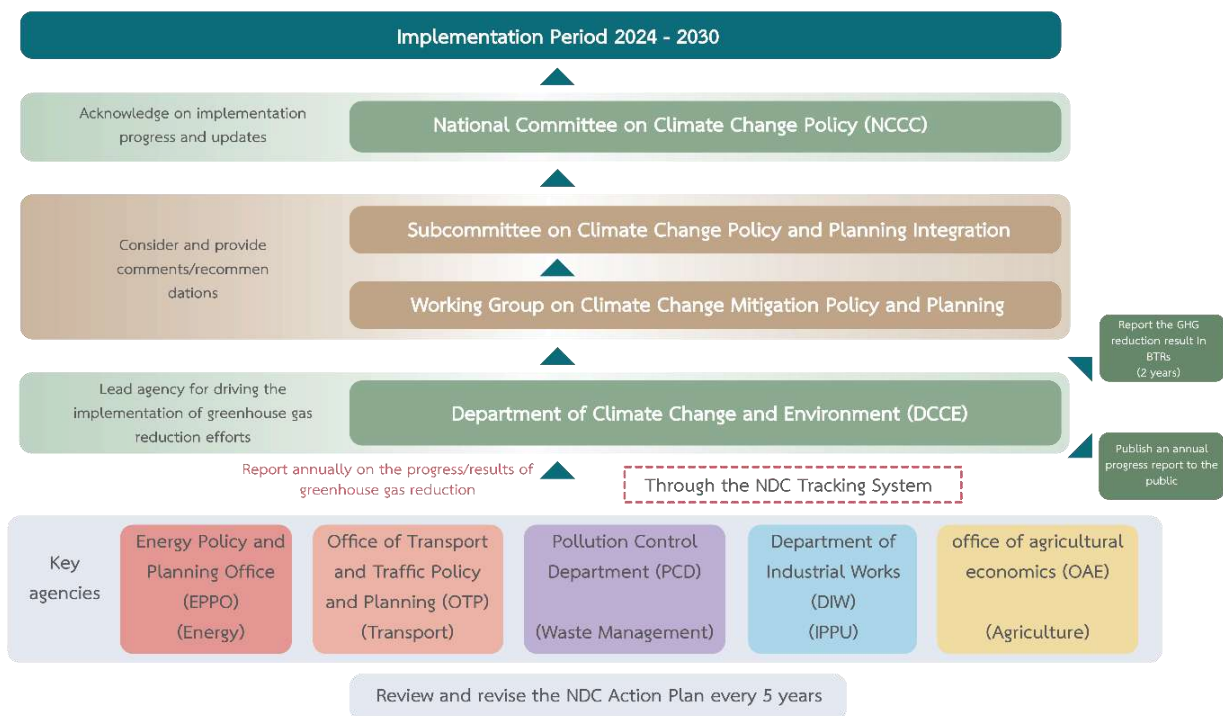 Implementation Period 2024 - 2030
Acknowledge on implementation
progress and updates
National Committee on Climate Change Policy (NCCC)
Consider and provide
comments/recommen
dations
Subcommittee on Climate Change Policy and Planning Integration
Working Group on Climate Change Mitigation Policy and Planning
Report the GHG
reduction result in
BTRs
(2 years)
Lead agency for driving the
implementation of greenhouse gas
reduction efforts
Department of Climate Change and Environment (DCCE)
Publish an annual
progress report to the
public
Report annually on the progress/results of
greenhouse gas reduction
Through the NDC Tracking System
Key
agencies
Energy Policy and
Planning Office
(EPPO)
(Energy)
Office of Transport
and Traffic Policy
and Planning (OTP)
(Transport)
Pollution Control
Department (PCD)
(Waste Management)
Department of
Industrial Works
(DIW)
(IPPU)
office of agricultural
economics (OAE)
(Agriculture)
Review and revise the NDC Action Plan every 5 years